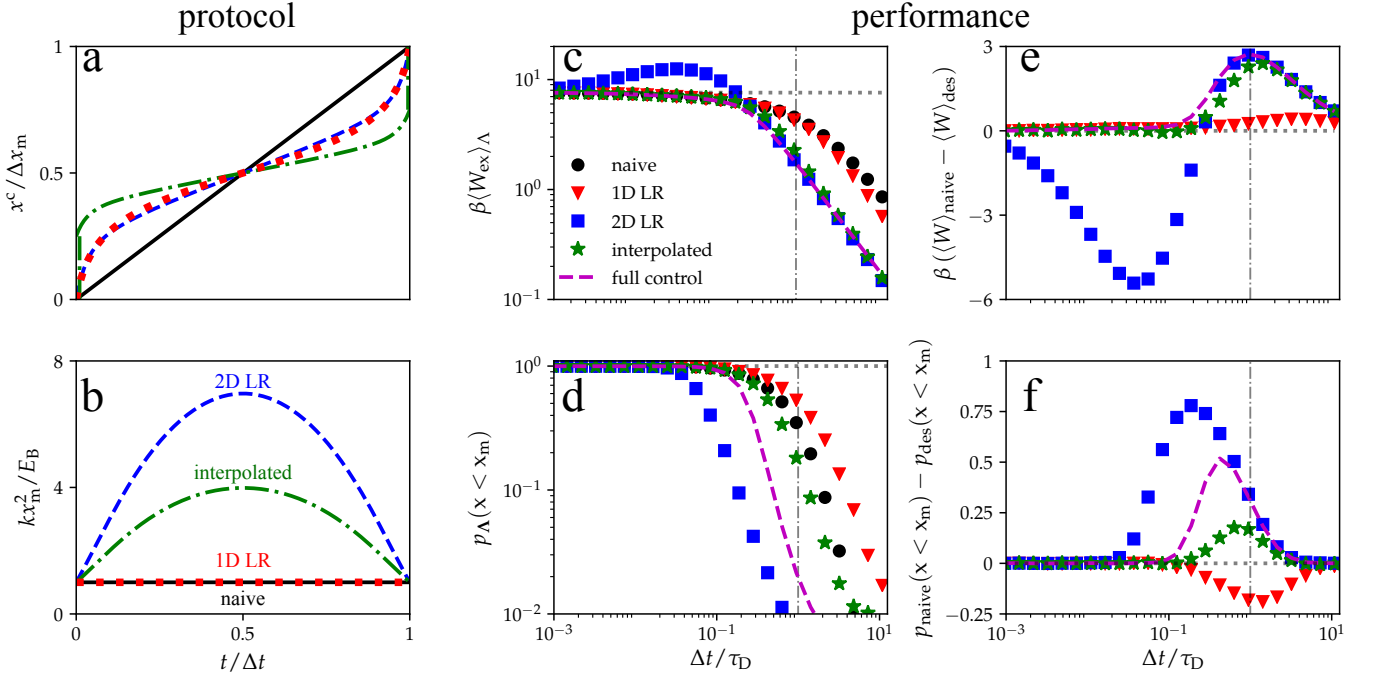 protocol
performance
a
1
0.5
0
x^c/Δx_m
b
8
4
0
kx_m^2/E_B
2D LR
interpolated
1D LR
naive
0
0.5
1
t/Δt
c
10^1
10^0
10^−1
β⟨W_ex⟩_Λ
naive
1D LR
2D LR
interpolated
full control
d
10^0
10^−1
10^−2
p_Λ(x < x_m)
10^−3
10^−1
10^1
Δt/τ_D
e
3
0
−3
−6
β(⟨W⟩_naive − ⟨W⟩_des)
f
1
0.75
0.5
0.25
0
−0.25
p_naive(x < x_m) − p_des(x < x_m)
10^−3
10^−1
10^1
Δt/τ_D